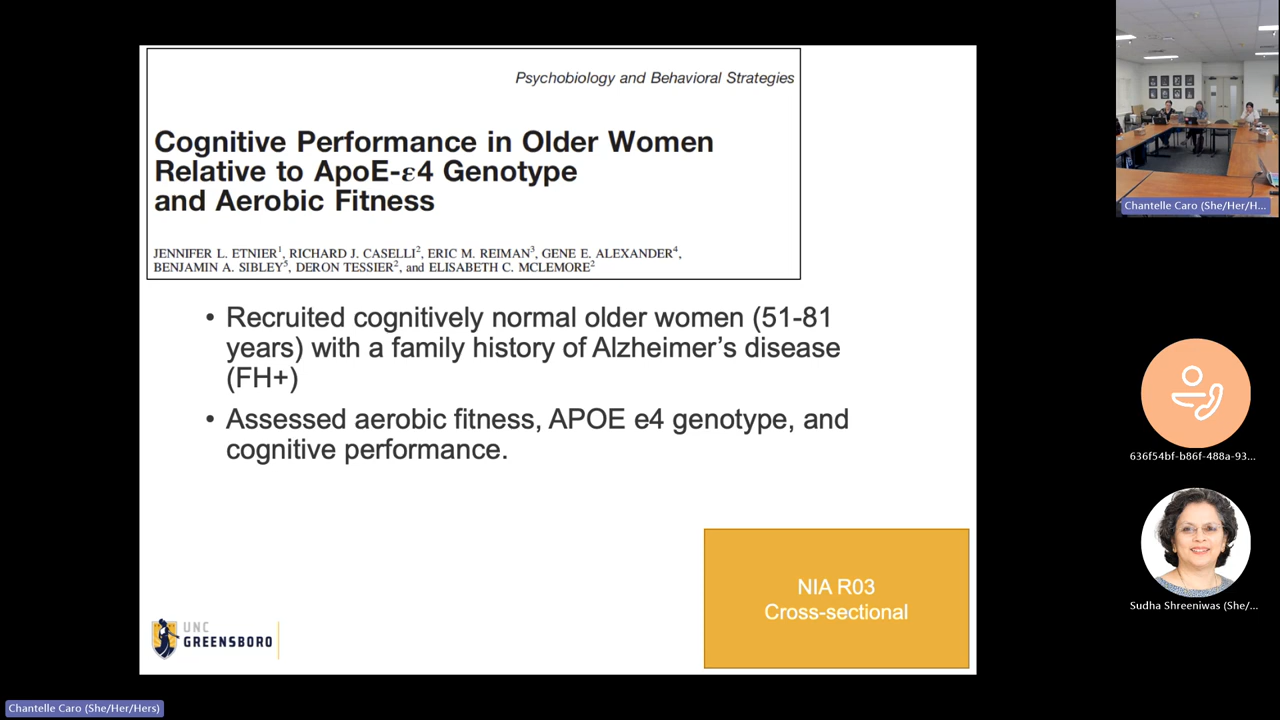 Psychobiology and Behavioral Strategies
Cognitive Performance in Older Women
Relative to ApoE-ε4 Genotype
and Aerobic Fitness
JENNIFER L. ETNIER1, RICHARD J. CASELLI2, ERIC M. REIMAN3, GENE E. ALEXANDER4,
BENJAMIN A. SIBLEY5, DERON TESSIER2, and ELISABETH C. MCLEMORE2
• Recruited cognitively normal older women (51-81
years) with a family history of Alzheimer’s disease
(FH+)
• Assessed aerobic fitness, APOE e4 genotype, and
cognitive performance.
NIA R03
Cross-sectional
UNC
GREENSBORO
Chantelle Caro (She/Her/H...
636f54bf-b86f-488a-93...
Sudha Shreeniwas (She/...
Chantelle Caro (She/Her/Hers)